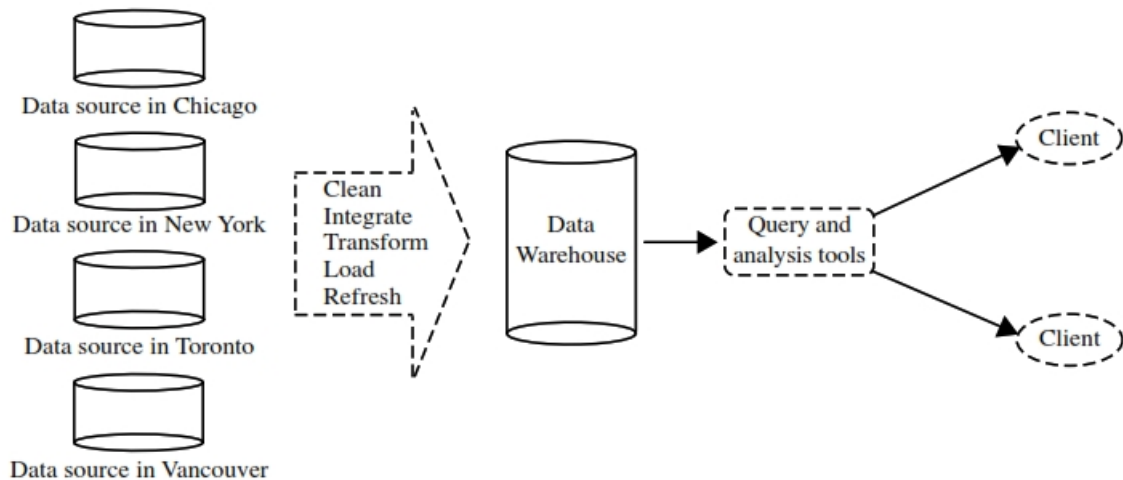 Data source in Chicago
Data source in New York
Data source in Toronto
Data source in Vancouver
Clean
Integrate
Transform
Load
Refresh
Data
Warehouse
Query and
analysis tools
Client
Client